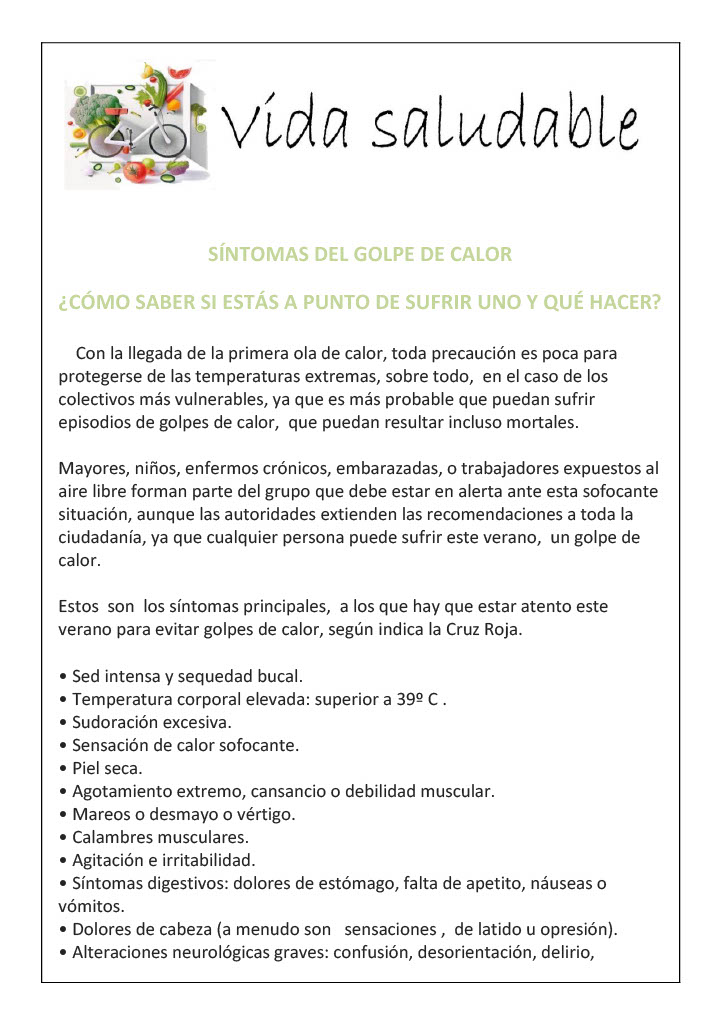 Vida saludable
SÍNTOMAS DEL GOLPE DE CALOR
¿CÓMO SABER SI ESTÁS A PUNTO DE SUFRIR UNO Y QUÉ HACER?
Con la llegada de la primera ola de calor, toda precaución es poca para
protegerse de las temperaturas extremas, sobre todo,  en el caso de los
colectivos más vulnerables, ya que es más probable que puedan sufrir
episodios de golpes de calor,  que puedan resultar incluso mortales.
Mayores, niños, enfermos crónicos, embarazadas, o trabajadores expuestos al
aire libre forman parte del grupo que debe estar en alerta ante esta sofocante
situación, aunque las autoridades extienden las recomendaciones a toda la
ciudadanía, ya que cualquier persona puede sufrir este verano,  un golpe de
calor.
Estos  son  los síntomas principales,  a los que hay que estar atento este
verano para evitar golpes de calor, según indica la Cruz Roja.
• Sed intensa y sequedad bucal.
• Temperatura corporal elevada: superior a 39º C .
• Sudoración excesiva.
• Sensación de calor sofocante.
• Piel seca.
• Agotamiento extremo, cansancio o debilidad muscular.
• Mareos o desmayo o vértigo.
• Calambres musculares.
• Agitación e irritabilidad.
• Síntomas digestivos: dolores de estómago, falta de apetito, náuseas o
vómitos.
• Dolores de cabeza (a menudo son   sensaciones ,  de latido u opresión).
• Alteraciones neurológicas graves: confusión, desorientación, delirio,